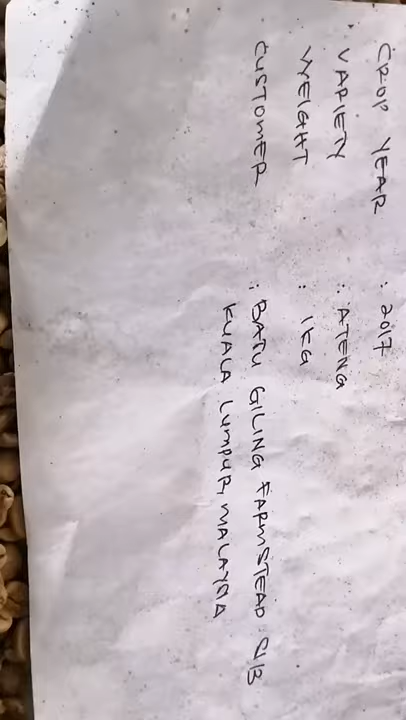 CROP YEAR : 2017
VARIETY : ATENG
WEIGHT : 1KG
CUSTOMER : BATU GILING FARMSTEAD
KUALA LUMPUR, MALAYSIA